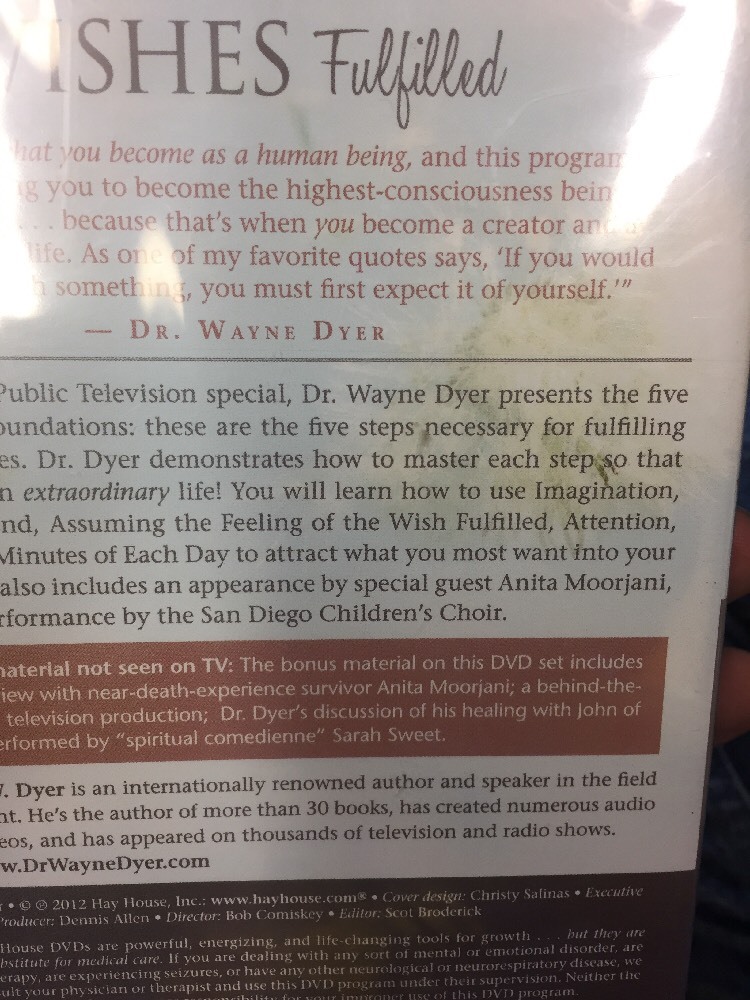 ISHES Fulfilled
hat you become as a human being, and this program
g you to become the highest-consciousness bein
... because that's when you become a creator an
life. As one of my favorite quotes says, 'If you would
h something, you must first expect it of yourself.'"
— DR. WAYNE DYER
Public Television special, Dr. Wayne Dyer presents the five
oundations: these are the five steps necessary for fulfilling
es. Dr. Dyer demonstrates how to master each step so that
n extraordinary life! You will learn how to use Imagination,
nd, Assuming the Feeling of the Wish Fulfilled, Attention,
Minutes of Each Day to attract what you most want into your
also includes an appearance by special guest Anita Moorjani,
rformance by the San Diego Children's Choir.
material not seen on TV: The bonus material on this DVD set includes
iew with near-death-experience survivor Anita Moorjani; a behind-the-
television production; Dr. Dyer's discussion of his healing with John of
erformed by "spiritual comedienne" Sarah Sweet.
. Dyer is an internationally renowned author and speaker in the field
nt. He's the author of more than 30 books, has created numerous audio
eos, and has appeared on thousands of television and radio shows.
w.DrWayneDyer.com
r • © ℗ 2012 Hay House, Inc.: www.hayhouse.com® • Cover design: Christy Salinas • Executive
Producer: Dennis Allen • Director: Bob Comiskey • Editor: Scot Broderick
House DVDs are powerful, energizing, and life-changing tools for growth . . . but they are
bstitute for medical care. If you are dealing with any sort of mental or emotional disorder, are
erapy, are experiencing seizures, or have any other neurological or neurorespiratory disease, we
sult your physician or therapist and use this DVD program under their supervision. Neither the
responsibility for your improper use of this DVD program.